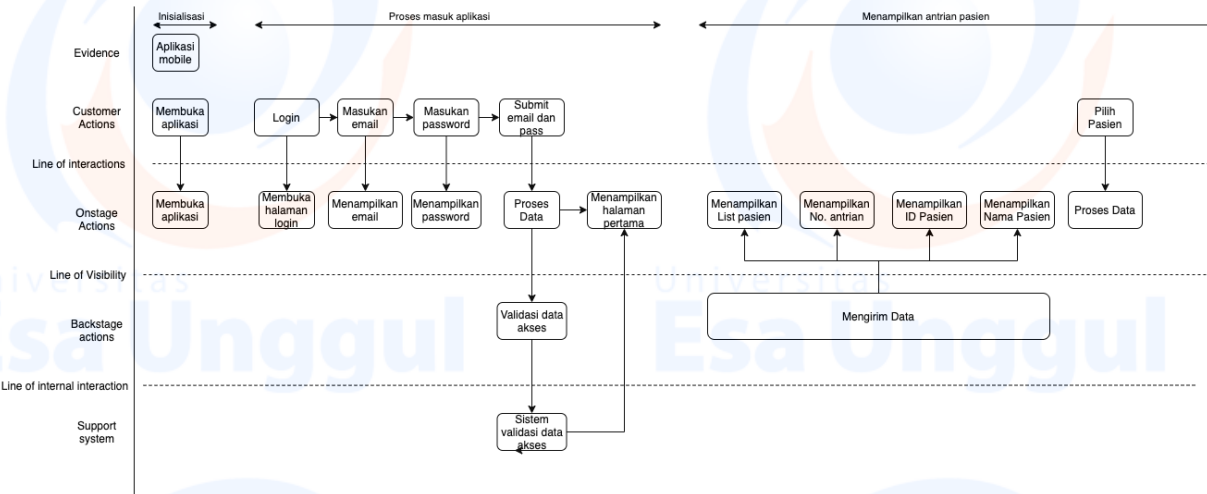 Inisialisasi
Proses masuk aplikasi
Menampilkan antrian pasien
Evidence
Aplikasi
mobile
Customer
Actions
Membuka
aplikasi
Login
Masukan
email
Masukan
password
Submit
email dan
pass
Pilih
Pasien
Line of interactions
Onstage
Actions
Membuka
aplikasi
Membuka
halaman
login
Menampilkan
email
Menampilkan
password
Proses
Data
Menampilkan
halaman
pertama
Menampilkan
List pasien
Menampilkan
No. antrian
Menampilkan
ID Pasien
Menampilkan
Nama Pasien
Proses Data
Line of Visibility
Universitas
Esa Unggul
Universitas
Esa Unggul
Backstage
actions
Validasi data
akses
Mengirim Data
Line of internal interaction
Support
system
Sistem
validasi data
akses